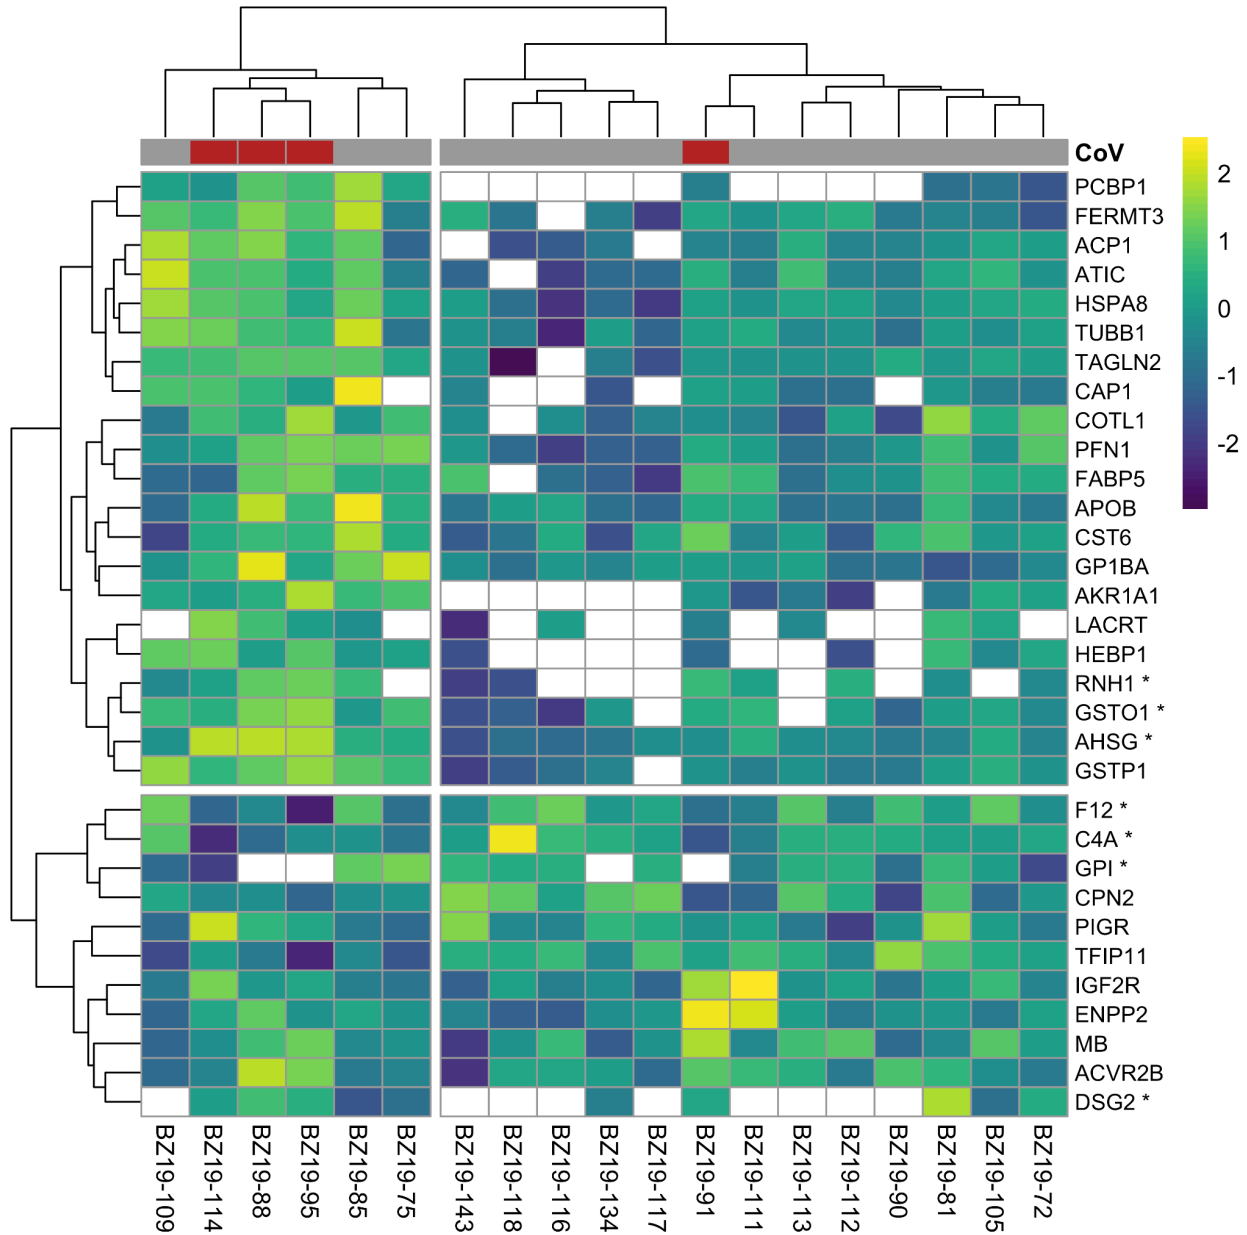 CoV
PCBP1
FERMT3
ACP1
ATIC
HSPA8
TUBB1
TAGLN2
CAP1
COTL1
PFN1
FABP5
APOB
CST6
GP1BA
AKR1A1
LACRT
HEBP1
RNH1 *
GSTO1 *
AHSG *
GSTP1
F12 *
C4A *
GPI *
CPN2
PIGR
TFIP11
IGF2R
ENPP2
MB
ACVR2B
DSG2 *
2
1
0
-1
-2
BZ19-109
BZ19-114
BZ19-88
BZ19-95
BZ19-85
BZ19-75
BZ19-143
BZ19-118
BZ19-116
BZ19-134
BZ19-117
BZ19-91
BZ19-111
BZ19-113
BZ19-112
BZ19-90
BZ19-81
BZ19-105
BZ19-72